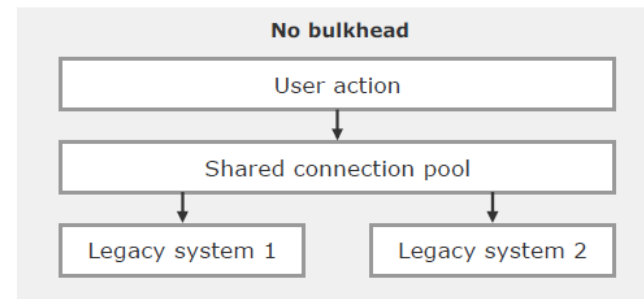 No bulkhead
User action
Shared connection pool
Legacy system 1
Legacy system 2